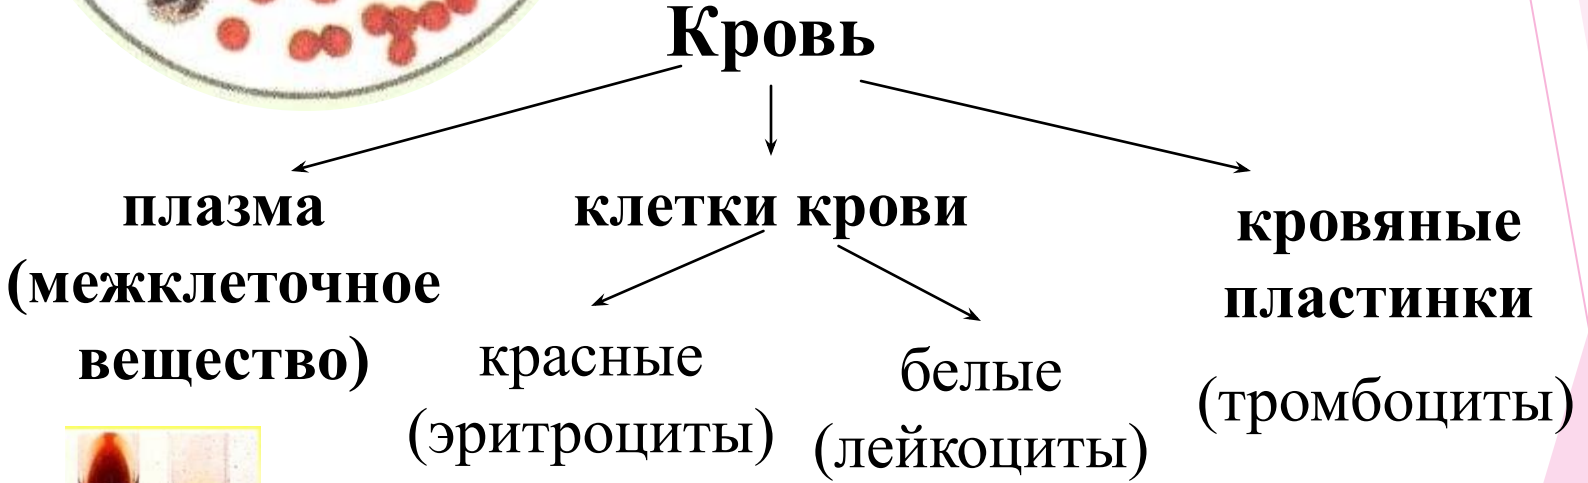 Кровь
плазма
(межклеточное
вещество)
клетки крови
красные
(эритроциты)
белые
(лейкоциты)
кровяные
пластинки
(тромбоциты)